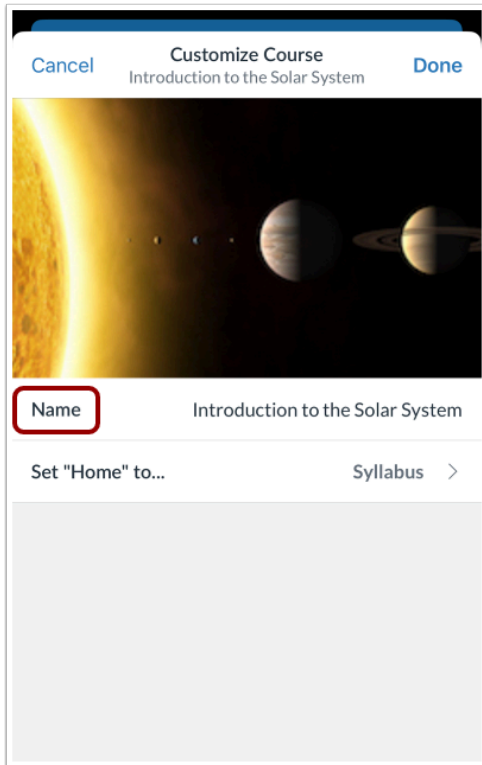 Cancel Customize Course Done
Introduction to the Solar System
Name Introduction to the Solar System
Set "Home" to... Syllabus